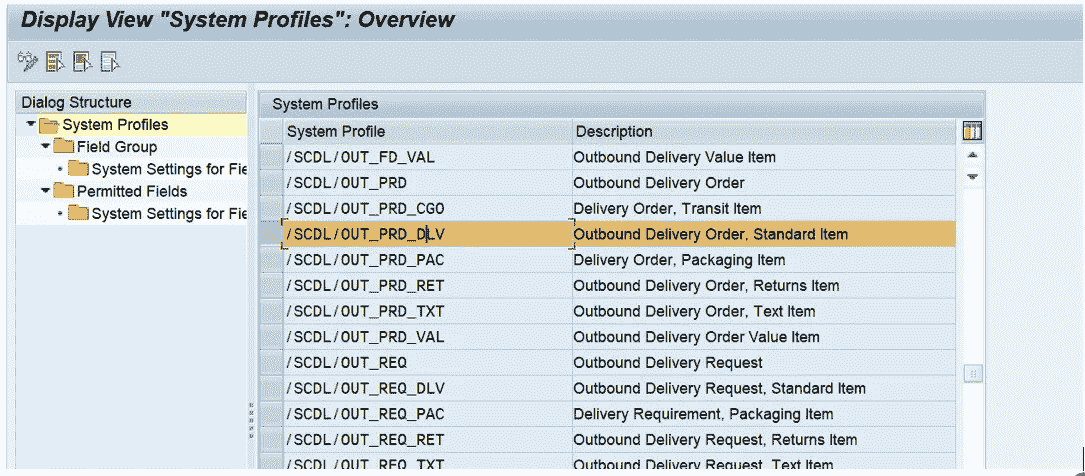 Display View "System Profiles": Overview
Dialog Structure
System Profiles
Field Group
System Settings for Fie
Permitted Fields
System Settings for Fie
System Profiles
System Profile Description
/SCDL/OUT_FD_VAL Outbound Delivery Value Item
/SCDL/OUT_PRD Outbound Delivery Order
/SCDL/OUT_PRD_CGO Delivery Order, Transit Item
/SCDL/OUT_PRD_DLV Outbound Delivery Order, Standard Item
/SCDL/OUT_PRD_PAC Delivery Order, Packaging Item
/SCDL/OUT_PRD_RET Outbound Delivery Order, Returns Item
/SCDL/OUT_PRD_TXT Outbound Delivery Order, Text Item
/SCDL/OUT_PRD_VAL Outbound Delivery Order Value Item
/SCDL/OUT_REQ Outbound Delivery Request
/SCDL/OUT_REQ_DLV Outbound Delivery Request, Standard Item
/SCDL/OUT_REQ_PAC Delivery Requirement, Packaging Item
/SCDL/OUT_REQ_RET Outbound Delivery Request, Returns Item
/SCDL/OUT_REQ_TXT Outbound Delivery Request, Text Item